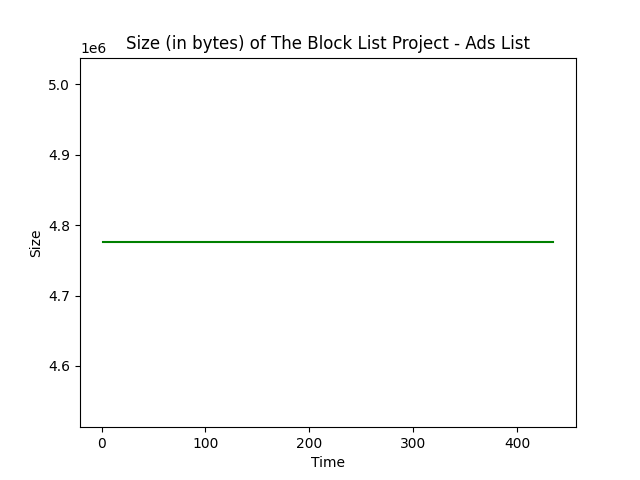 Size (in bytes) of The Block List Project - Ads List
1e6
5.0
4.9
4.8
4.7
4.6
Size
0 100 200 300 400
Time